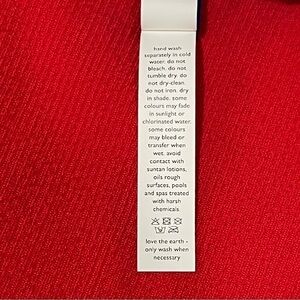 hand wash
separately in cold
water. do not
bleach. do not
tumble dry. do
not dry-clean.
do not iron. dry
in shade. some
colours may fade
in sunlight or
chlorinated water.
some colours
may bleed or
transfer when
wet. avoid
contact with
suntan lotions,
oils rough
surfaces, pools
and spas treated
with harsh
chemicals.
love the earth -
only wash when
necessary